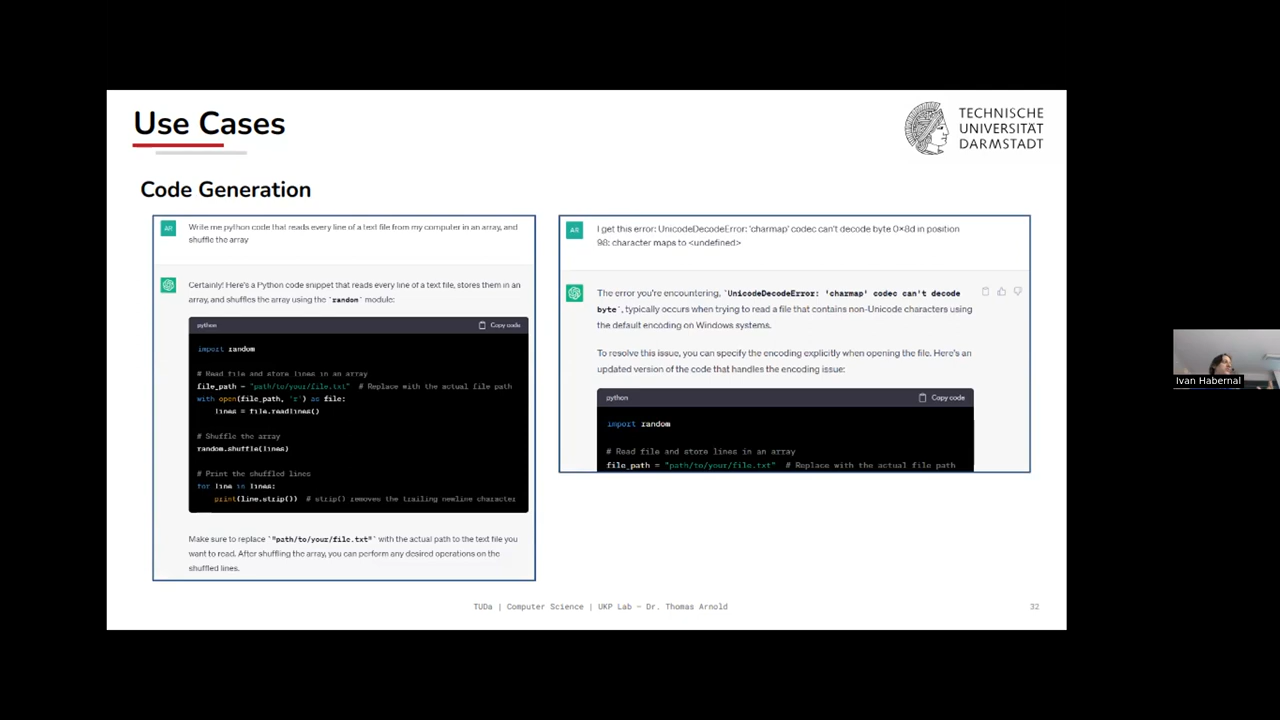 Use Cases
TECHNISCHE
UNIVERSITÄT
DARMSTADT
Code Generation
AR
Write me python code that reads every line of a text file from my computer in an array, and
shuffle the array
Certainly! Here's a Python code snippet that reads every line of a text file, stores them in an
array, and shuffles the array using the `random` module:
python
Copy code
import random
# Read file and store lines in an array
file_path = "path/to/your/file.txt"  # Replace with the actual file path
with open(file_path, 'r') as file:
    lines = file.readlines()
# Shuffle the array
random.shuffle(lines)
# Print the shuffled lines
for line in lines:
    print(line.strip())  # strip() removes the trailing newline character
Make sure to replace `"path/to/your/file.txt"` with the actual path to the text file you
want to read. After shuffling the array, you can perform any desired operations on the
shuffled lines.
AR
I get this error: UnicodeDecodeError: 'charmap' codec can't decode byte 0x8d in position
98: character maps to <undefined>
The error you're encountering, `UnicodeDecodeError: 'charmap' codec can't decode
byte`, typically occurs when trying to read a file that contains non-Unicode characters using
the default encoding on Windows systems.
To resolve this issue, you can specify the encoding explicitly when opening the file. Here's an
updated version of the code that handles the encoding issue:
python
Copy code
import random
# Read file and store lines in an array
file_path = "path/to/your/file.txt"  # Replace with the actual file path
TUDa | Computer Science | UKP Lab - Dr. Thomas Arnold
32
Ivan Habernal